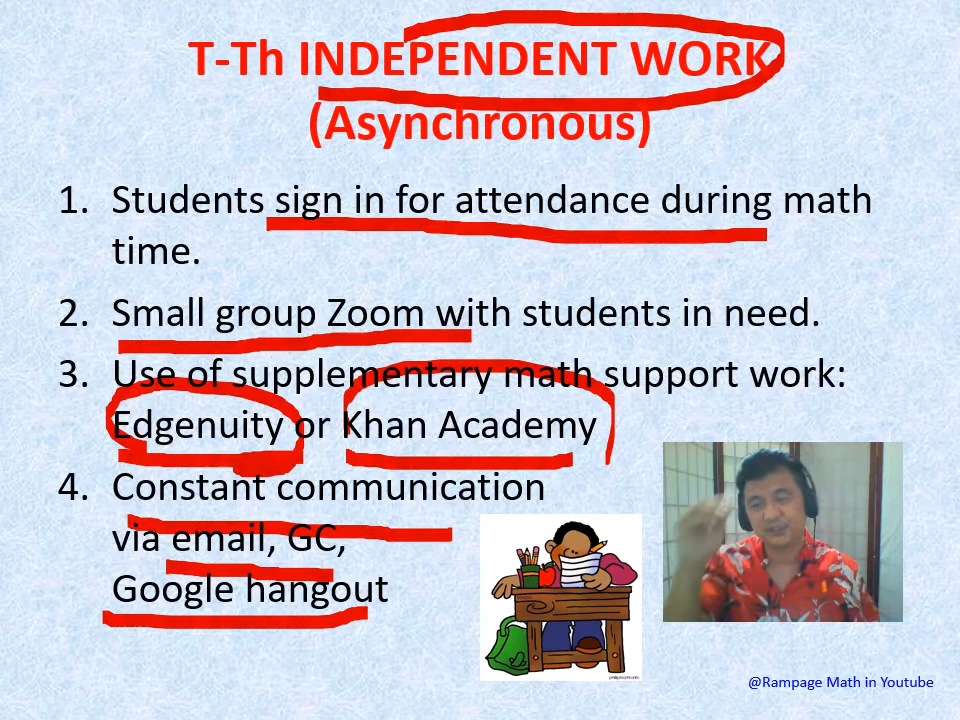 T-Th INDEPENDENT WORK
(Asynchronous)
1. Students sign in for attendance during math
time.
2. Small group Zoom with students in need.
3. Use of supplementary math support work:
Edgenuity or Khan Academy
4. Constant communication
via email, GC,
Google hangout
@Rampage Math in Youtube